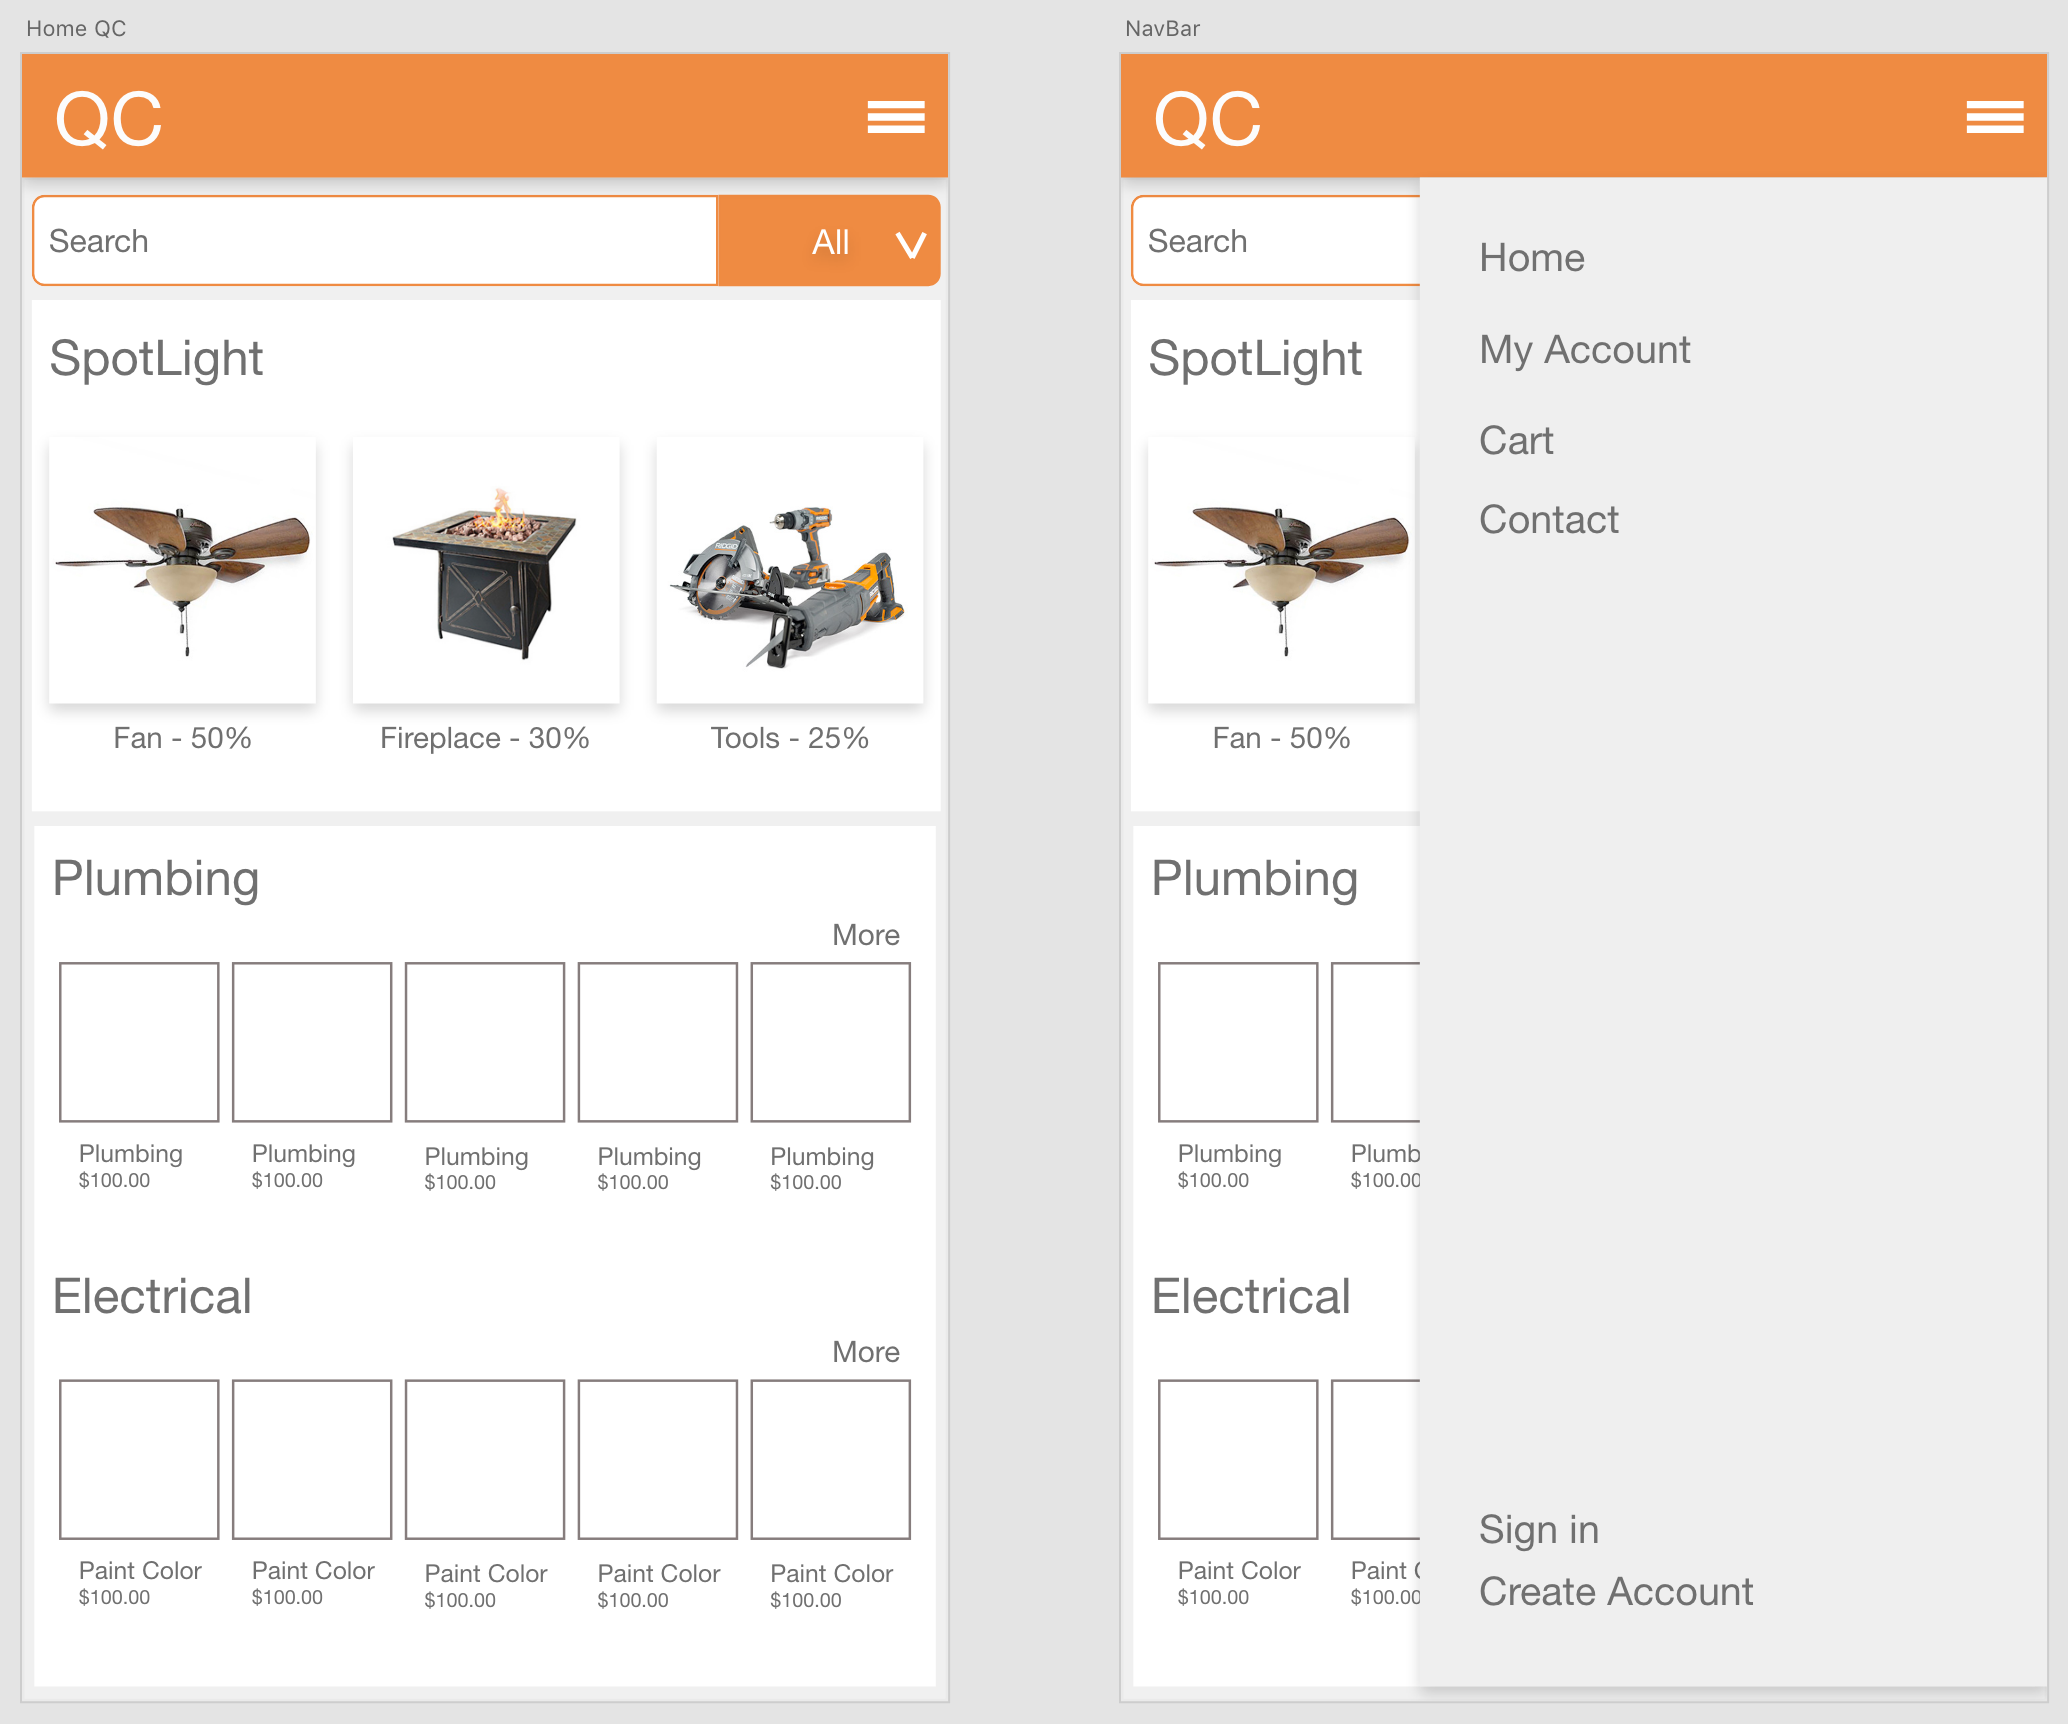 Home QC
QC
Search
All
SpotLight
RIDGID
Fan - 50%
Fireplace - 30%
Tools - 25%
Plumbing
More
Plumbing
$100.00
Plumbing
$100.00
Plumbing
$100.00
Plumbing
$100.00
Plumbing
$100.00
Electrical
More
Paint Color
$100.00
Paint Color
$100.00
Paint Color
$100.00
Paint Color
$100.00
Paint Color
$100.00
NavBar
QC
Search
SpotLight
Fan - 50%
Plumbing
Plumbing
$100.00
Plumb
$100.00
Electrical
Paint Color
$100.00
Paint C
$100.00
Home
My Account
Cart
Contact
Sign in
Create Account